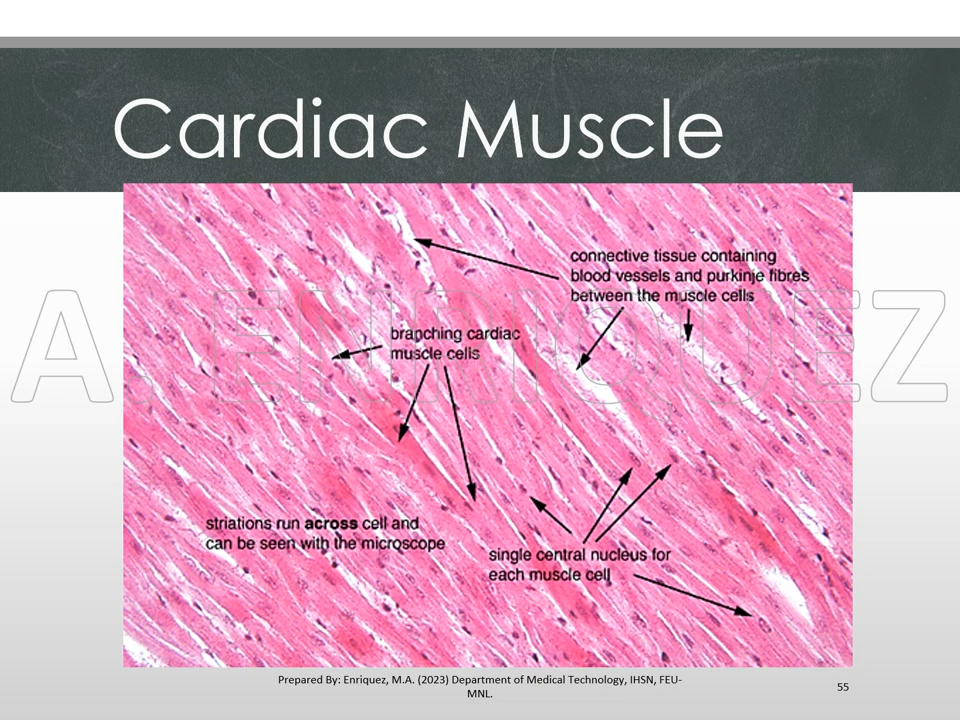 Cardiac Muscle
connective tissue containing
blood vessels and purkinje fibres
between the muscle cells
branching cardiac
muscle cells
A. ENRIQUEZ
striations run across cell and
can be seen with the microscope
single central nucleus for
each muscle cell
Prepared By: Enriquez, M.A. (2023) Department of Medical Technology, IHSN, FEU-
MNL.
55